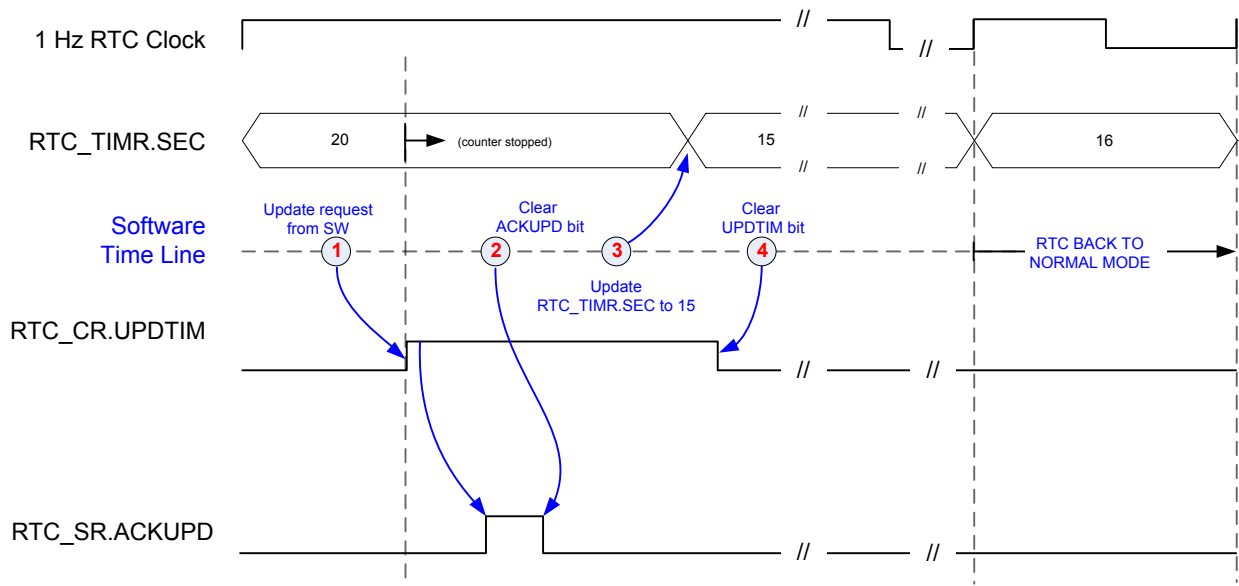 1 Hz RTC Clock
//
//
RTC_TIMR.SEC
20
(counter stopped)
//
//
15
//
//
16
Software
Time Line
Update request
from SW
1
Clear
ACKUPD bit
2
3
Update
RTC_TIMR.SEC to 15
Clear
UPDTIM bit
4
RTC BACK TO
NORMAL MODE
RTC_CR.UPDTIM
//
//
RTC_SR.ACKUPD
//
//